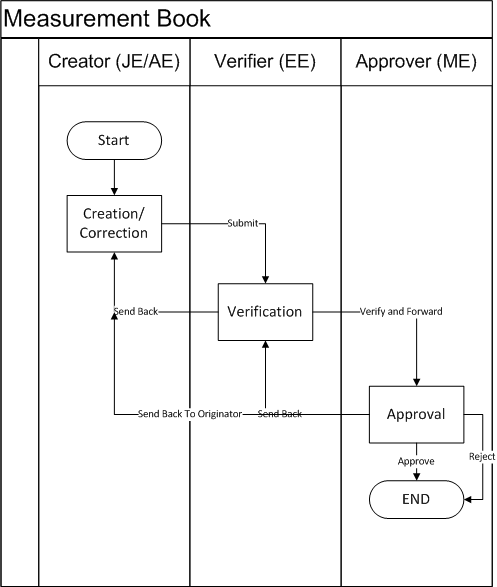 Measurement Book
Creator (JE/AE)
Verifier (EE)
Approver (ME)
Start
Creation/
Correction
Submit
Send Back
Verification
Verify and Forward
Send Back To Originator
Send Back
Approval
Approve
Reject
END